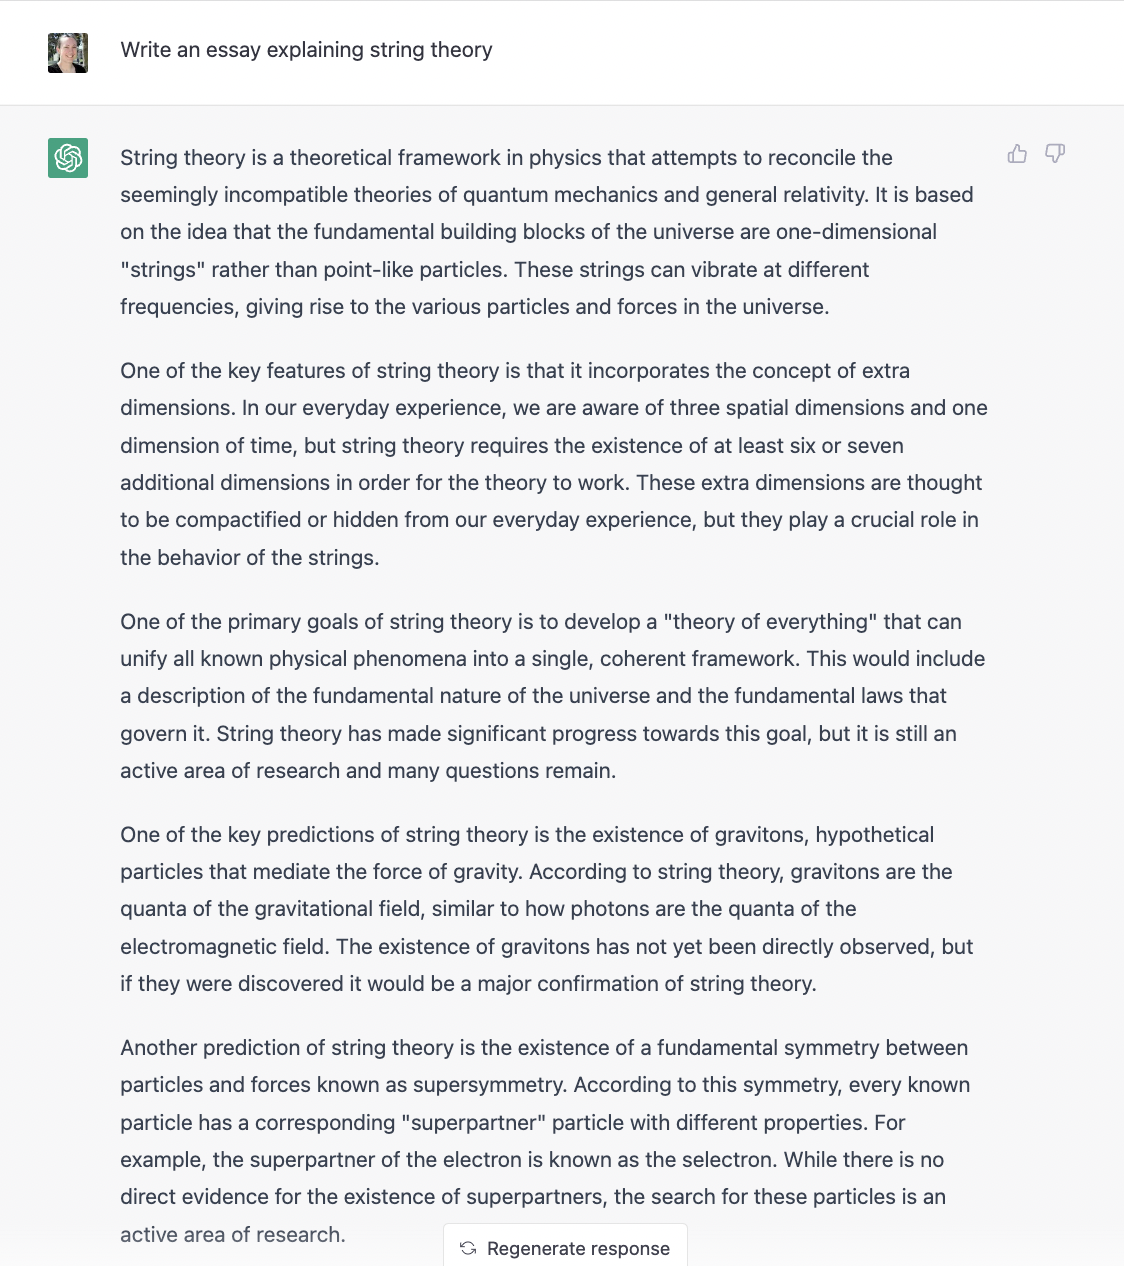 Write an essay explaining string theory
String theory is a theoretical framework in physics that attempts to reconcile the
seemingly incompatible theories of quantum mechanics and general relativity. It is based
on the idea that the fundamental building blocks of the universe are one-dimensional
"strings" rather than point-like particles. These strings can vibrate at different
frequencies, giving rise to the various particles and forces in the universe.
One of the key features of string theory is that it incorporates the concept of extra
dimensions. In our everyday experience, we are aware of three spatial dimensions and one
dimension of time, but string theory requires the existence of at least six or seven
additional dimensions in order for the theory to work. These extra dimensions are thought
to be compactified or hidden from our everyday experience, but they play a crucial role in
the behavior of the strings.
One of the primary goals of string theory is to develop a "theory of everything" that can
unify all known physical phenomena into a single, coherent framework. This would include
a description of the fundamental nature of the universe and the fundamental laws that
govern it. String theory has made significant progress towards this goal, but it is still an
active area of research and many questions remain.
One of the key predictions of string theory is the existence of gravitons, hypothetical
particles that mediate the force of gravity. According to string theory, gravitons are the
quanta of the gravitational field, similar to how photons are the quanta of the
electromagnetic field. The existence of gravitons has not yet been directly observed, but
if they were discovered it would be a major confirmation of string theory.
Another prediction of string theory is the existence of a fundamental symmetry between
particles and forces known as supersymmetry. According to this symmetry, every known
particle has a corresponding "superpartner" particle with different properties. For
example, the superpartner of the electron is known as the selectron. While there is no
direct evidence for the existence of superpartners, the search for these particles is an
active area of research.
Regenerate response